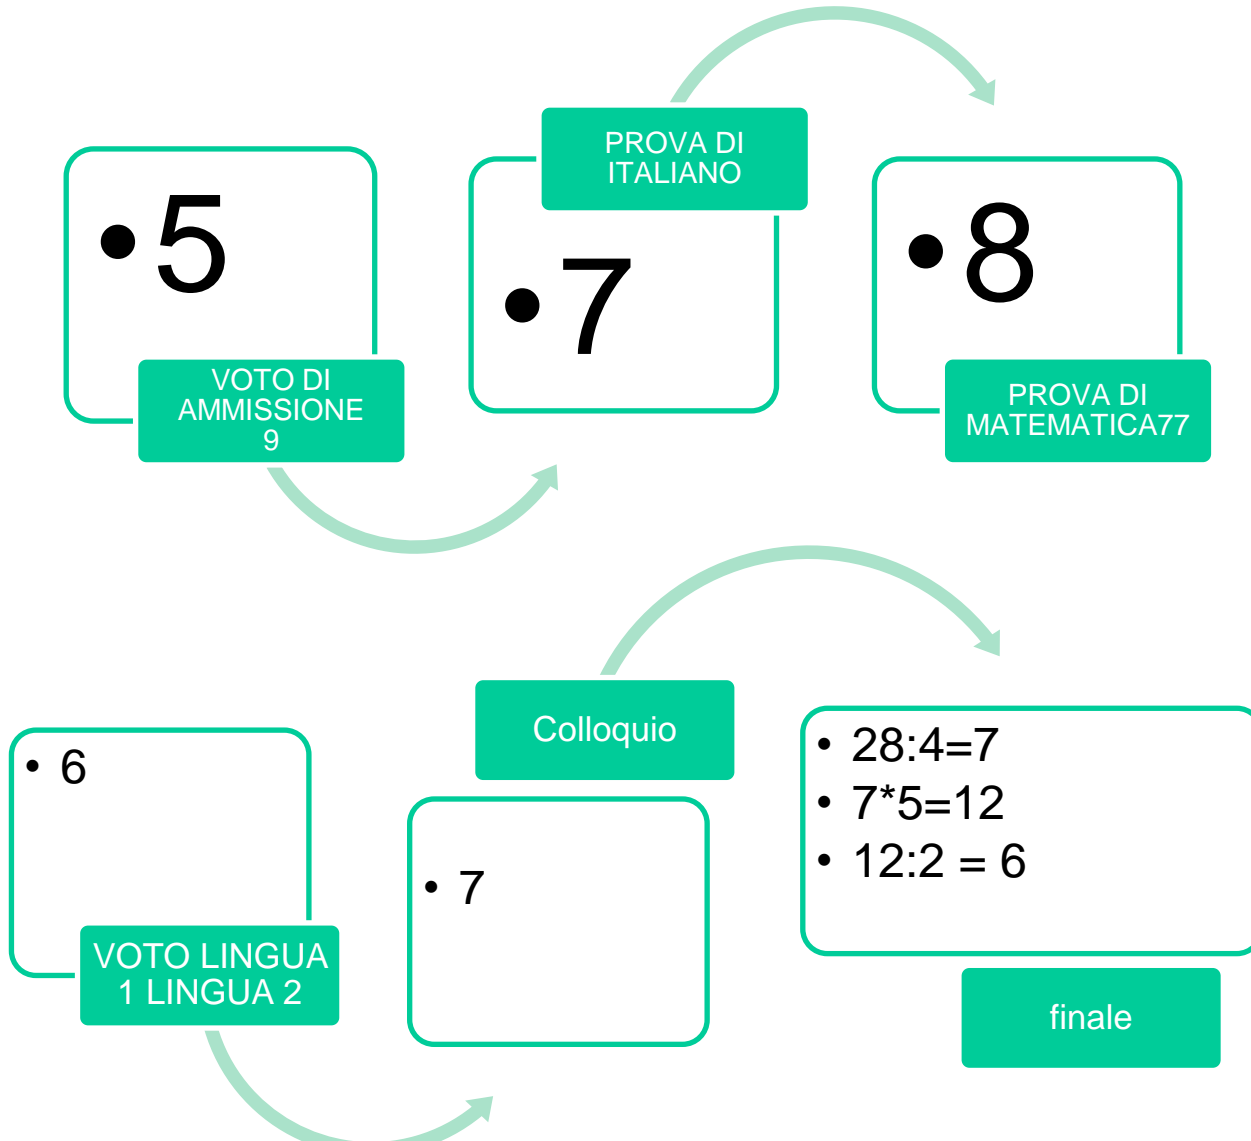 •5
VOTO DI
AMMISSIONE
9
PROVA DI
ITALIANO
•7
•8
PROVA DI
MATEMATICA77
• 6
VOTO LINGUA
1 LINGUA 2
Colloquio
• 7
• 28:4=7
• 7*5=12
• 12:2 = 6
finale